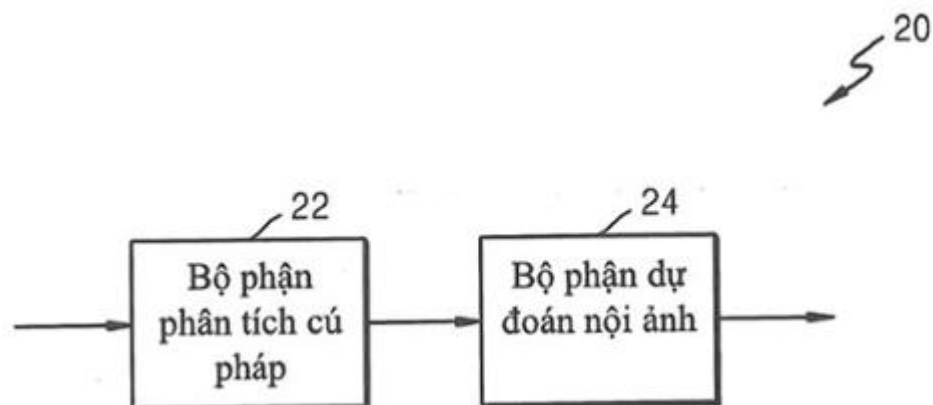 20
22
Bộ phận
phân tích cú
pháp
24
Bộ phận dự
đoán nội ảnh